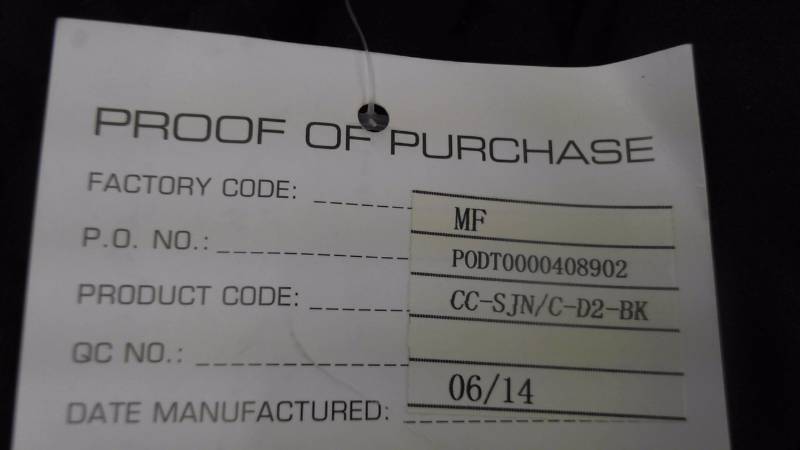 PROOF OF PURCHASE
FACTORY CODE: MF
P.O. NO.: PODT0000408902
PRODUCT CODE: CC-SJN/C-D2-BK
QC NO.:
DATE MANUFACTURED: 06/14